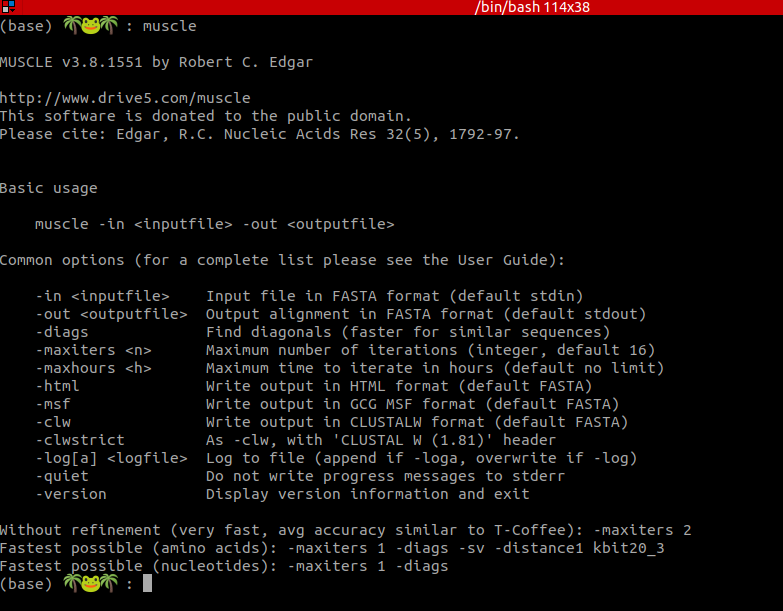 /bin/bash 114x38
(base) 🌴🐸🌴 : muscle
MUSCLE v3.8.1551 by Robert C. Edgar
http://www.drive5.com/muscle
This software is donated to the public domain.
Please cite: Edgar, R.C. Nucleic Acids Res 32(5), 1792-97.
Basic usage
muscle -in <inputfile> -out <outputfile>
Common options (for a complete list please see the User Guide):
-in <inputfile>    Input file in FASTA format (default stdin)
-out <outputfile>  Output alignment in FASTA format (default stdout)
-diags             Find diagonals (faster for similar sequences)
-maxiters <n>      Maximum number of iterations (integer, default 16)
-maxhours <h>      Maximum time to iterate in hours (default no limit)
-html              Write output in HTML format (default FASTA)
-msf               Write output in GCG MSF format (default FASTA)
-clw               Write output in CLUSTALW format (default FASTA)
-clwstrict         As -clw, with 'CLUSTAL W (1.81)' header
-log[a] <logfile>  Log to file (append if -loga, overwrite if -log)
-quiet             Do not write progress messages to stderr
-version           Display version information and exit
Without refinement (very fast, avg accuracy similar to T-Coffee): -maxiters 2
Fastest possible (amino acids): -maxiters 1 -diags -sv -distance1 kbit20_3
Fastest possible (nucleotides): -maxiters 1 -diags
(base) 🌴🐸🌴 :